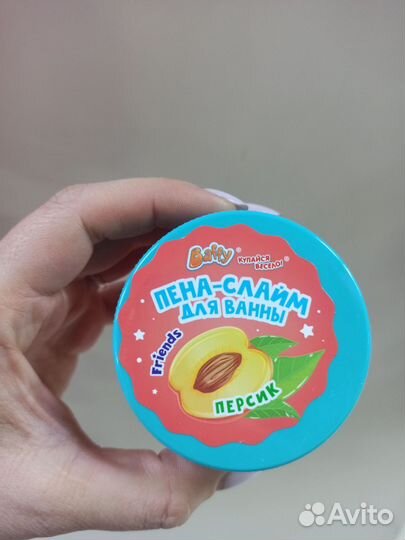 Baffy
КУПАЙСЯ
ВЕСЕЛО!
ПЕНА-СЛАЙМ
ДЛЯ ВАННЫ
Friends
ПЕРСИК
Avito